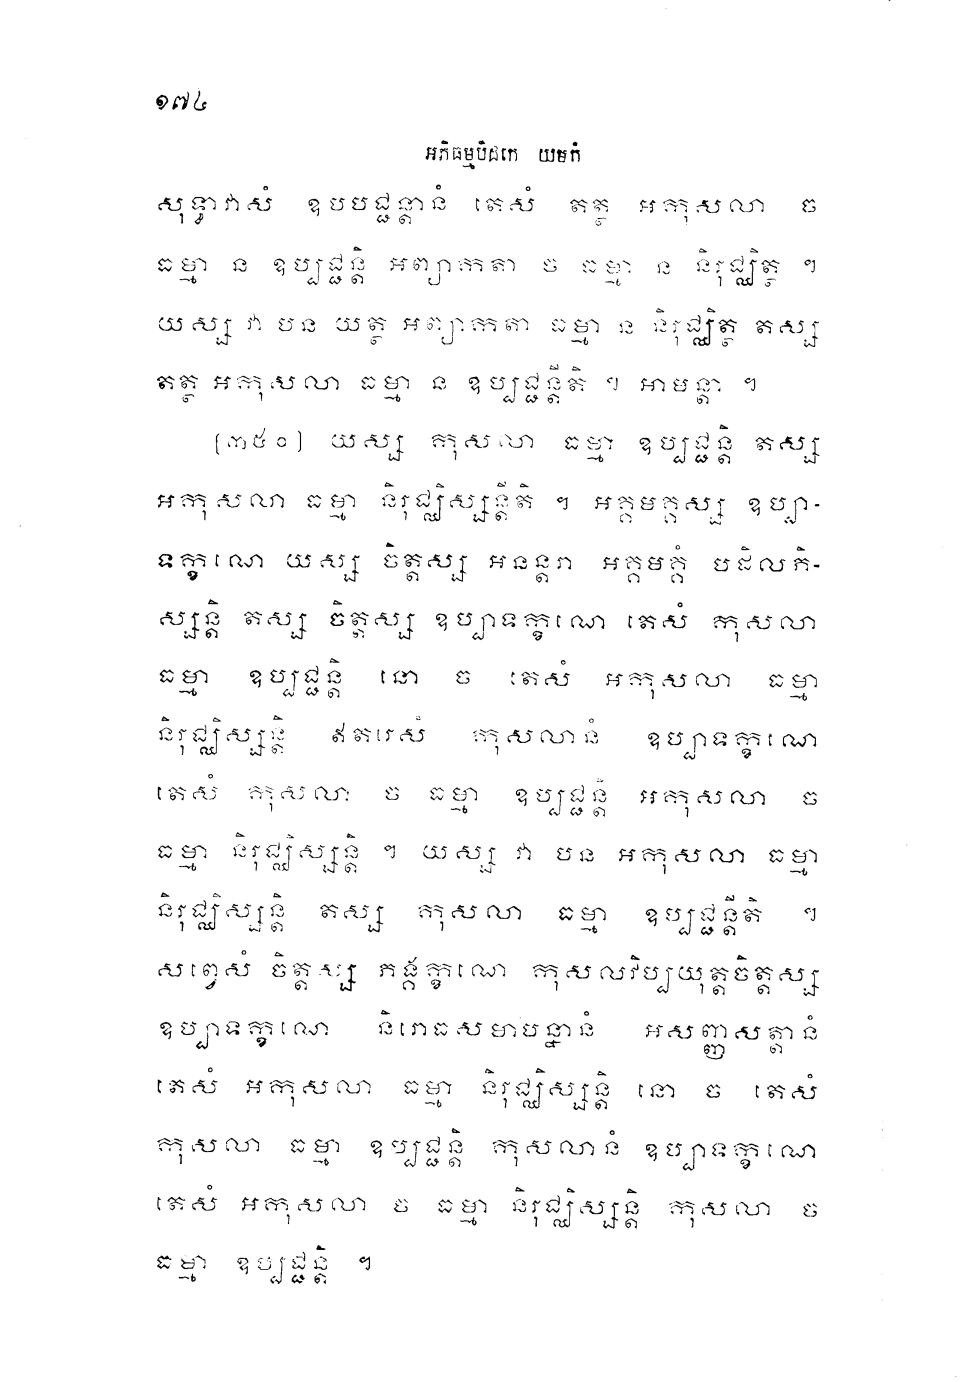 ១៧៤
អភិធម្មបិដកេ យមកំ
សុទ្ធាវាសំ ឧបបជ្ជន្តានំ តេសំ តត្ថ អកុសលា ច
ធម្មា ន ឧប្បជ្ជន្តិ អព្យាកតា ច ធម្មា ន និរុជ្ឈិត្ថ ។
យស្ស វា បន យត្ថ អព្យាកតា ធម្មា ន និរុជ្ឈិត្ថ តស្ស
តត្ថ អកុសលា ធម្មា ន ឧប្បជ្ជន្តីតិ ។ អាមន្តា ។
[៣៥០] យស្ស កុសលា ធម្មា ឧប្បជ្ជន្តិ តស្ស
អកុសលា ធម្មា និរុជ្ឈិស្សន្តីតិ ។ អគ្គមគ្គស្ស ឧប្បា-
ទក្ខណេ យស្ស ចិត្តស្ស អនន្តរា អគ្គមគ្គំ បដិលភិ-
ស្សន្តិ តស្ស ចិត្តស្ស ឧប្បាទក្ខណេ តេសំ កុសលា
ធម្មា ឧប្បជ្ជន្តិ នោ ច តេសំ អកុសលា ធម្មា
និរុជ្ឈិស្សន្តិ ឥតរេសំ កុសលានំ ឧប្បាទក្ខណេ
តេសំ កុសលា ច ធម្មា ឧប្បជ្ជន្តិ អកុសលា ច
ធម្មា និរុជ្ឈិស្សន្តិ ។ យស្ស វា បន អកុសលា ធម្មា
និរុជ្ឈិស្សន្តិ តស្ស កុសលា ធម្មា ឧប្បជ្ជន្តីតិ ។
សព្វេសំ ចិត្តស្ស ភង្គក្ខណេ កុសលវិប្បយុត្តចិត្តស្ស
ឧប្បាទក្ខណេ និរោធសមាបន្នានំ អសញ្ញសត្តានំ
តេសំ អកុសលា ធម្មា និរុជ្ឈិស្សន្តិ នោ ច តេសំ
កុសលា ធម្មា ឧប្បជ្ជន្តិ កុសលានំ ឧប្បាទក្ខណេ
តេសំ អកុសលា ច ធម្មា និរុជ្ឈិស្សន្តិ កុសលា ច
ធម្មា ឧប្បជ្ជន្តិ ។